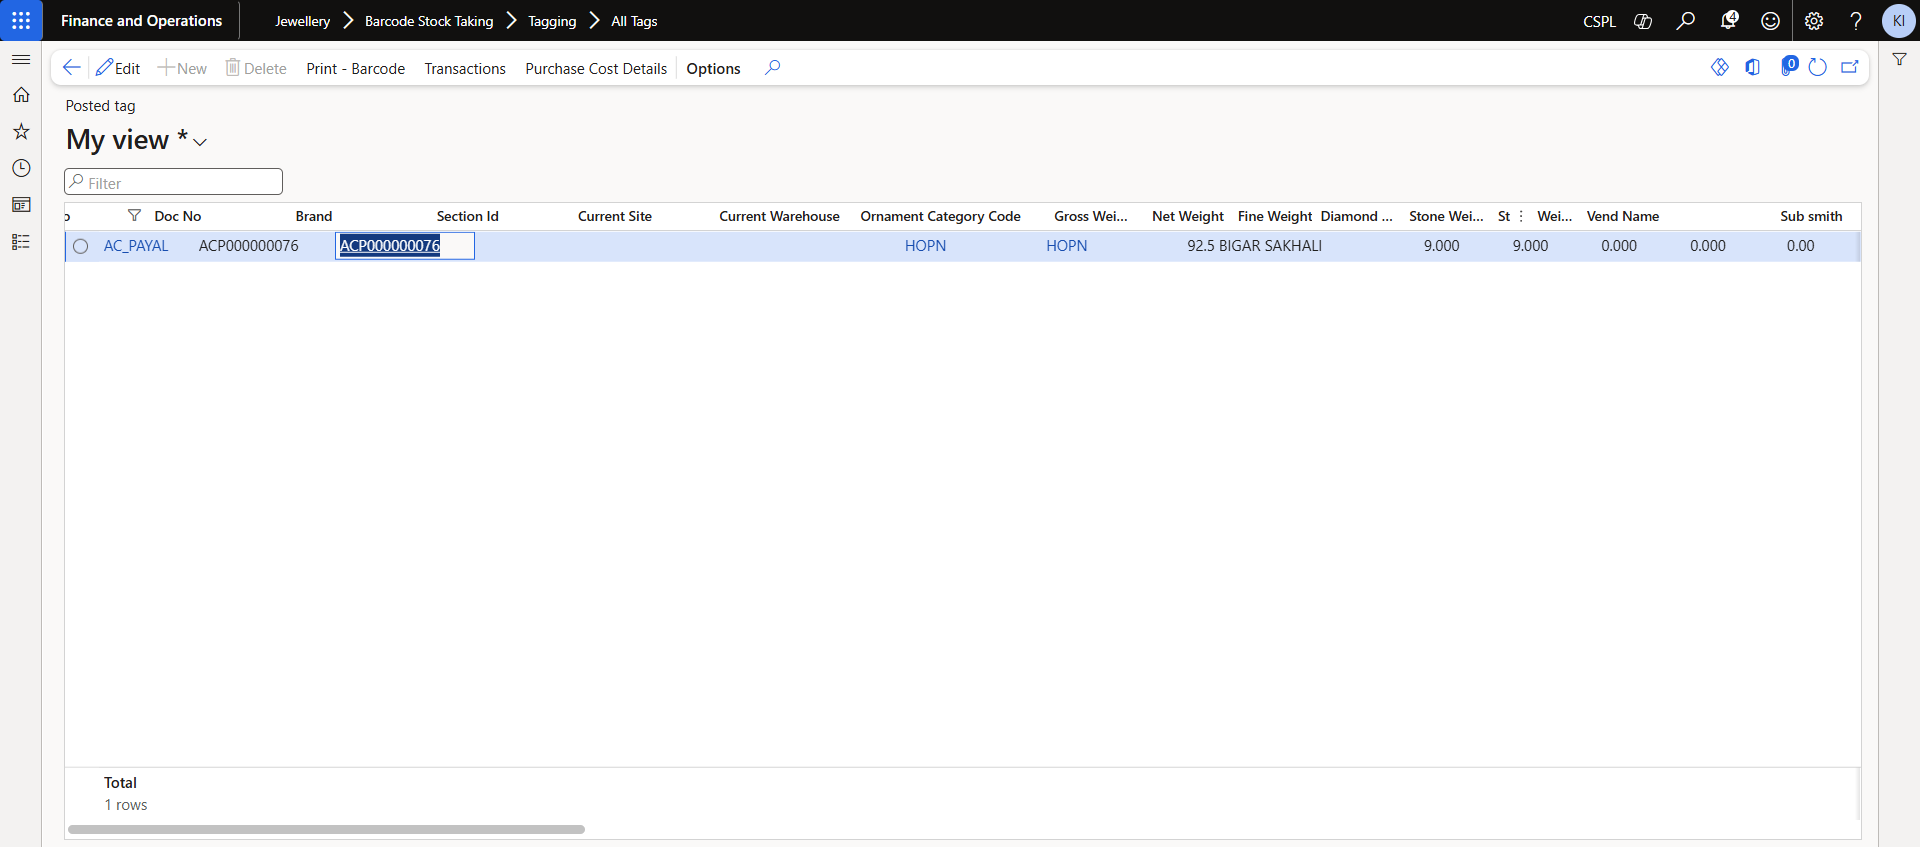 Finance and Operations Jewellery Barcode Stock Taking Tagging All Tags CSPL 4 ? KI
Edit New Delete Print - Barcode Transactions Purchase Cost Details Options 0
Posted tag
My view *
Filter
o Doc No Brand Section Id Current Site Current Warehouse Ornament Category Code Gross Wei... Net Weight Fine Weight Diamond ... Stone Wei... St Wei... Vend Name Sub smith
AC_PAYAL ACP000000076 ACP000000076 HOPN HOPN 92.5 BIGAR SAKHALI 9.000 9.000 0.000 0.000 0.00
Total
1 rows